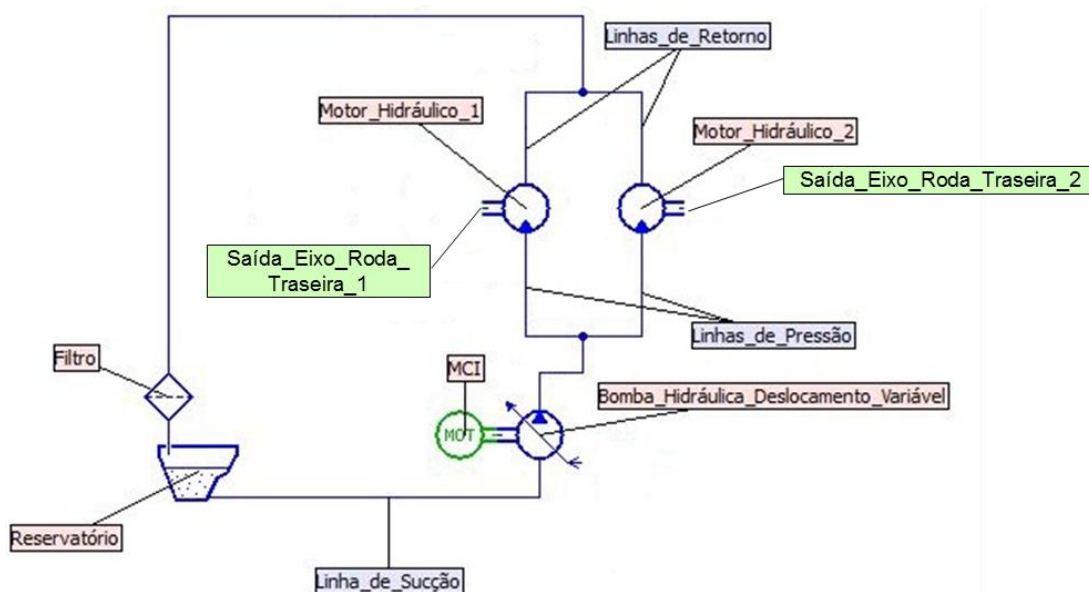 Linhas_de_Retorno
Motor_Hidráulico_1
Motor_Hidráulico_2
Saída_Eixo_Roda_Traseira_2
Saída_Eixo_Roda_
Traseira_1
Linhas_de_Pressão
Filtro
MCI
Bomba_Hidráulica_Deslocamento_Variável
MOT
Reservatório
Linha_de_Sucção